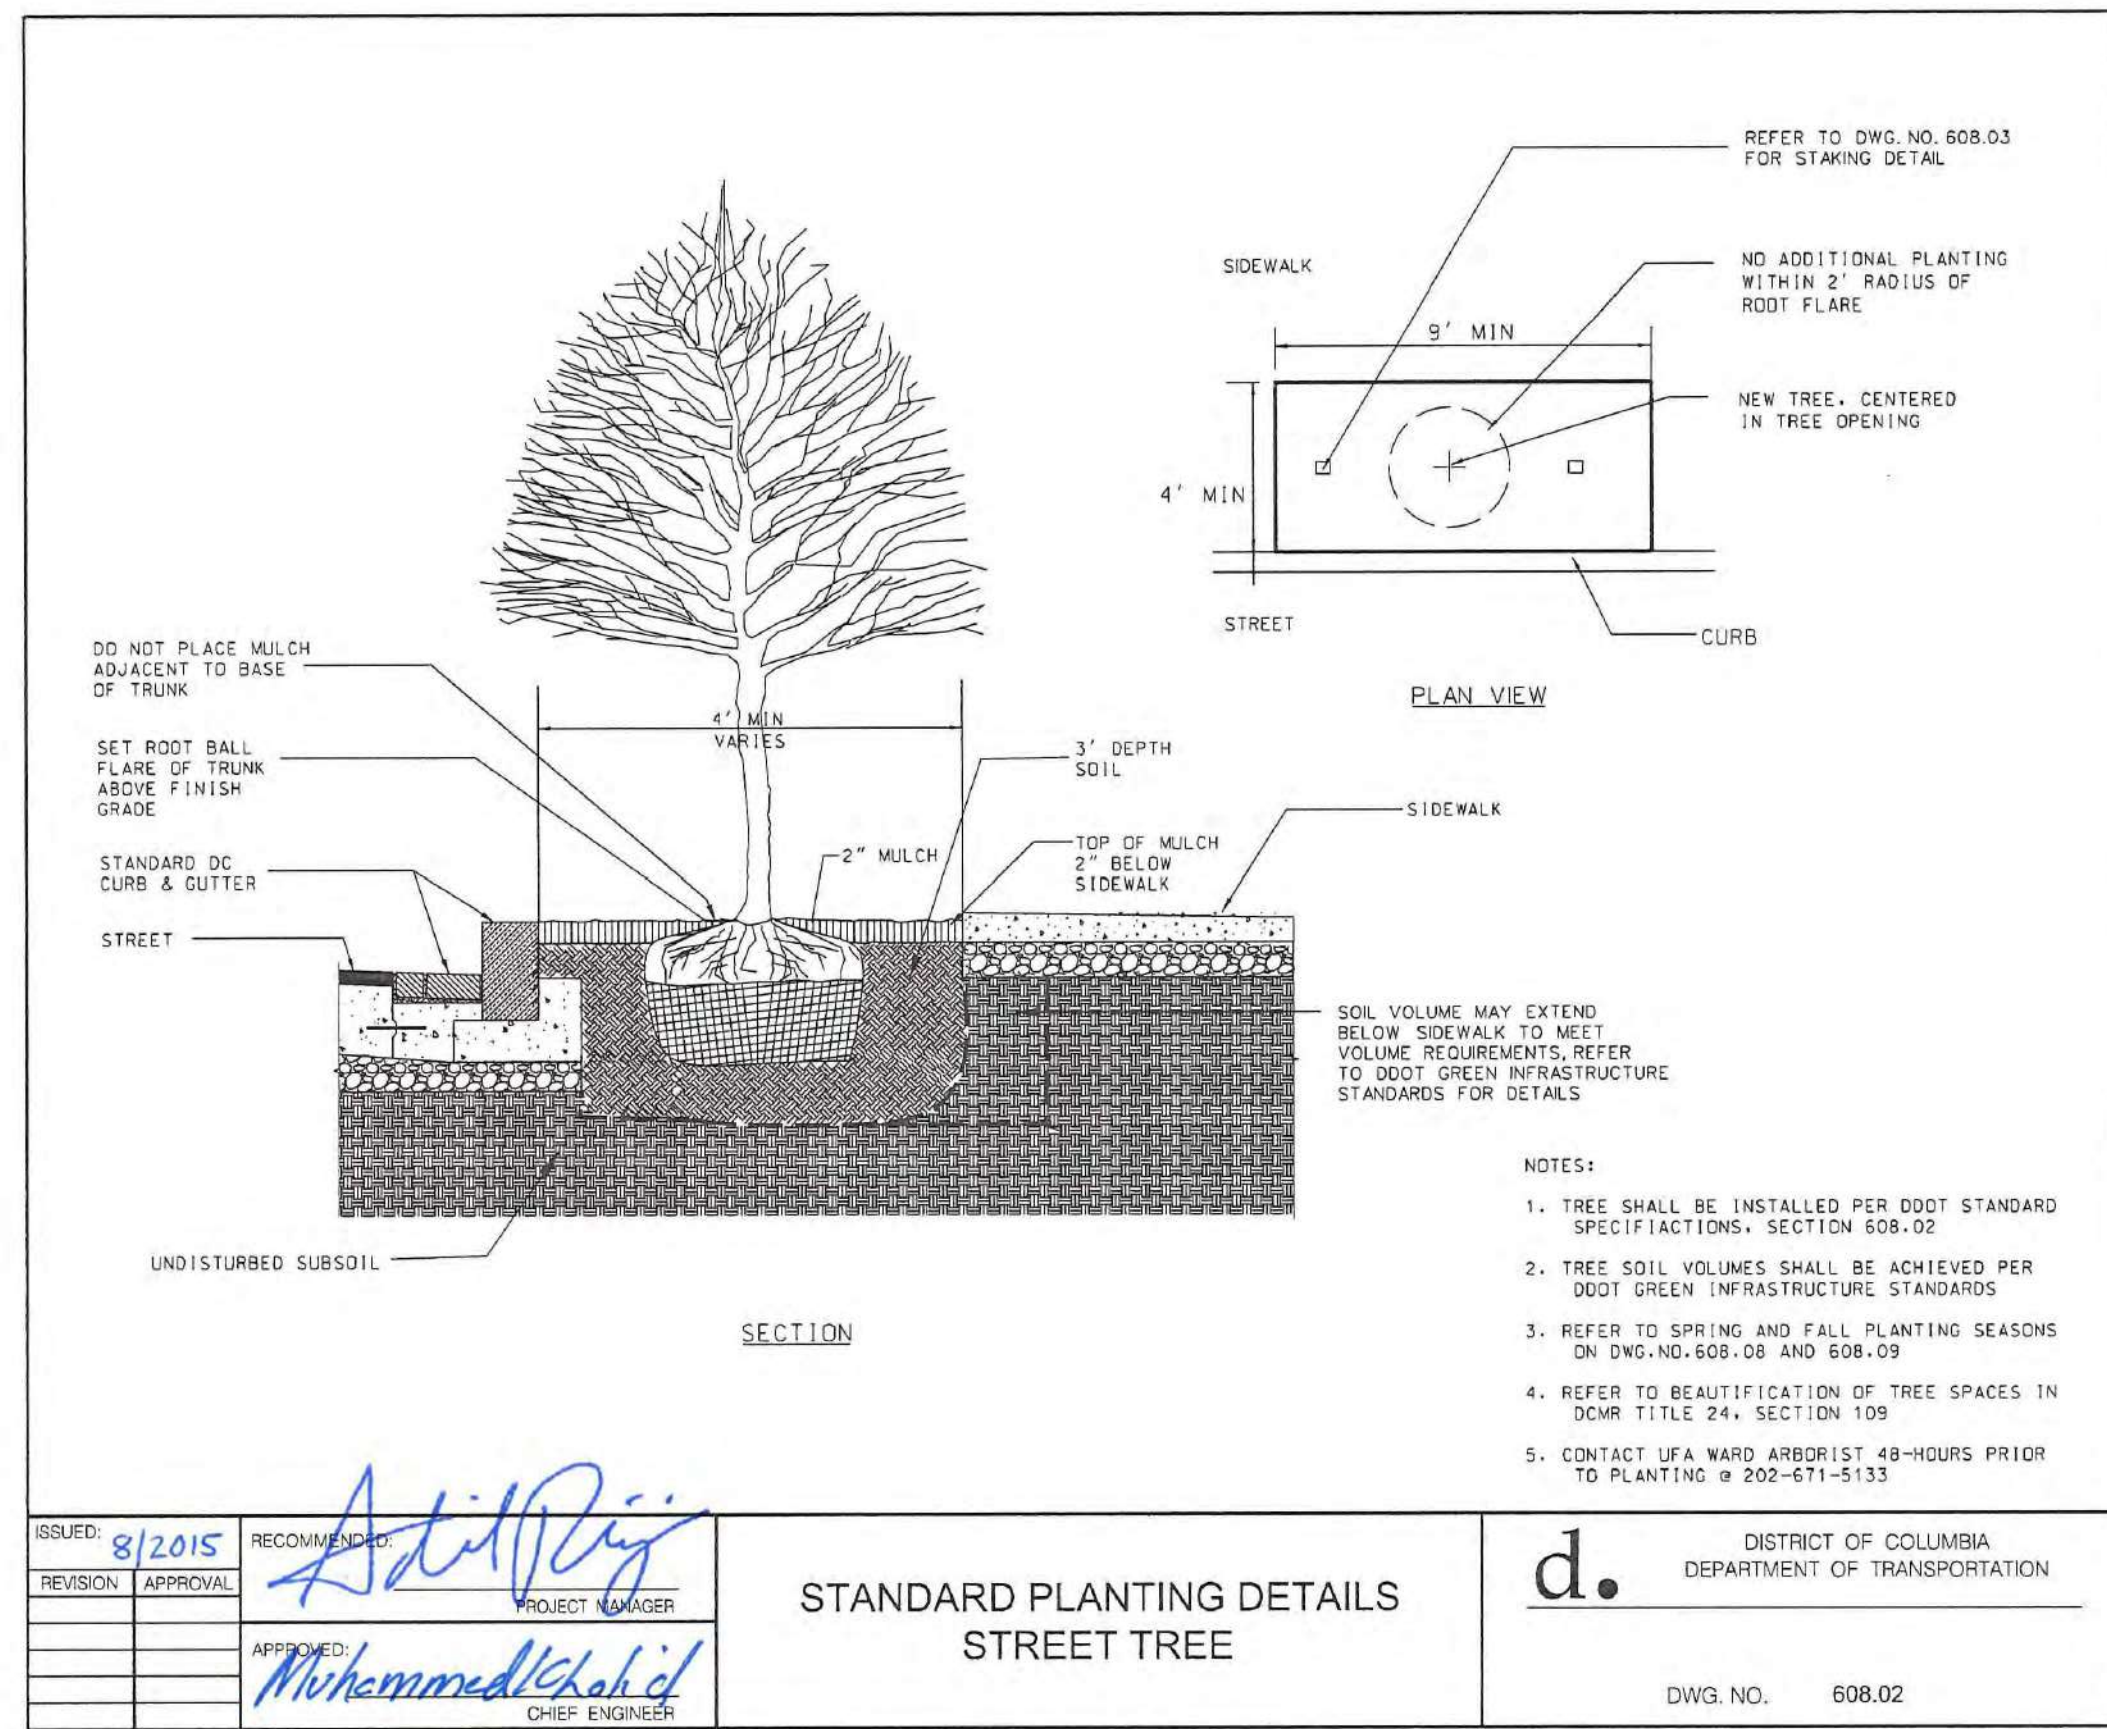 REFER TO DWG. NO. 608.03
FOR STAKING DETAIL
SIDEWALK
NO ADDITIONAL PLANTING
WITHIN 2' RADIUS OF
ROOT FLARE
9' MIN
NEW TREE, CENTERED
IN TREE OPENING
4' MIN
STREET
CURB
PLAN VIEW
DO NOT PLACE MULCH
ADJACENT TO BASE
OF TRUNK
4' MIN
VARIES
SET ROOT BALL
FLARE OF TRUNK
ABOVE FINISH
GRADE
3' DEPTH
SOIL
SIDEWALK
STANDARD DC
CURB & GUTTER
2" MULCH
TOP OF MULCH
2" BELOW
SIDEWALK
STREET
SOIL VOLUME MAY EXTEND
BELOW SIDEWALK TO MEET
VOLUME REQUIREMENTS, REFER
TO DDOT GREEN INFRASTRUCTURE
STANDARDS FOR DETAILS
UNDISTURBED SUBSOIL
SECTION
NOTES:
1. TREE SHALL BE INSTALLED PER DDOT STANDARD
SPECIFIACTIONS, SECTION 608.02
2. TREE SOIL VOLUMES SHALL BE ACHIEVED PER
DDOT GREEN INFRASTRUCTURE STANDARDS
3. REFER TO SPRING AND FALL PLANTING SEASONS
ON DWG.NO.608.08 AND 608.09
4. REFER TO BEAUTIFICATION OF TREE SPACES IN
DCMR TITLE 24, SECTION 109
5. CONTACT UFA WARD ARBORIST 48-HOURS PRIOR
TO PLANTING @ 202-671-5133
ISSUED: 8/2015
REVISION APPROVAL
RECOMMENDED:
PROJECT MANAGER
APPROVED:
Muhammed Khalid
CHIEF ENGINEER
STANDARD PLANTING DETAILS
STREET TREE
d.
DISTRICT OF COLUMBIA
DEPARTMENT OF TRANSPORTATION
DWG. NO. 608.02